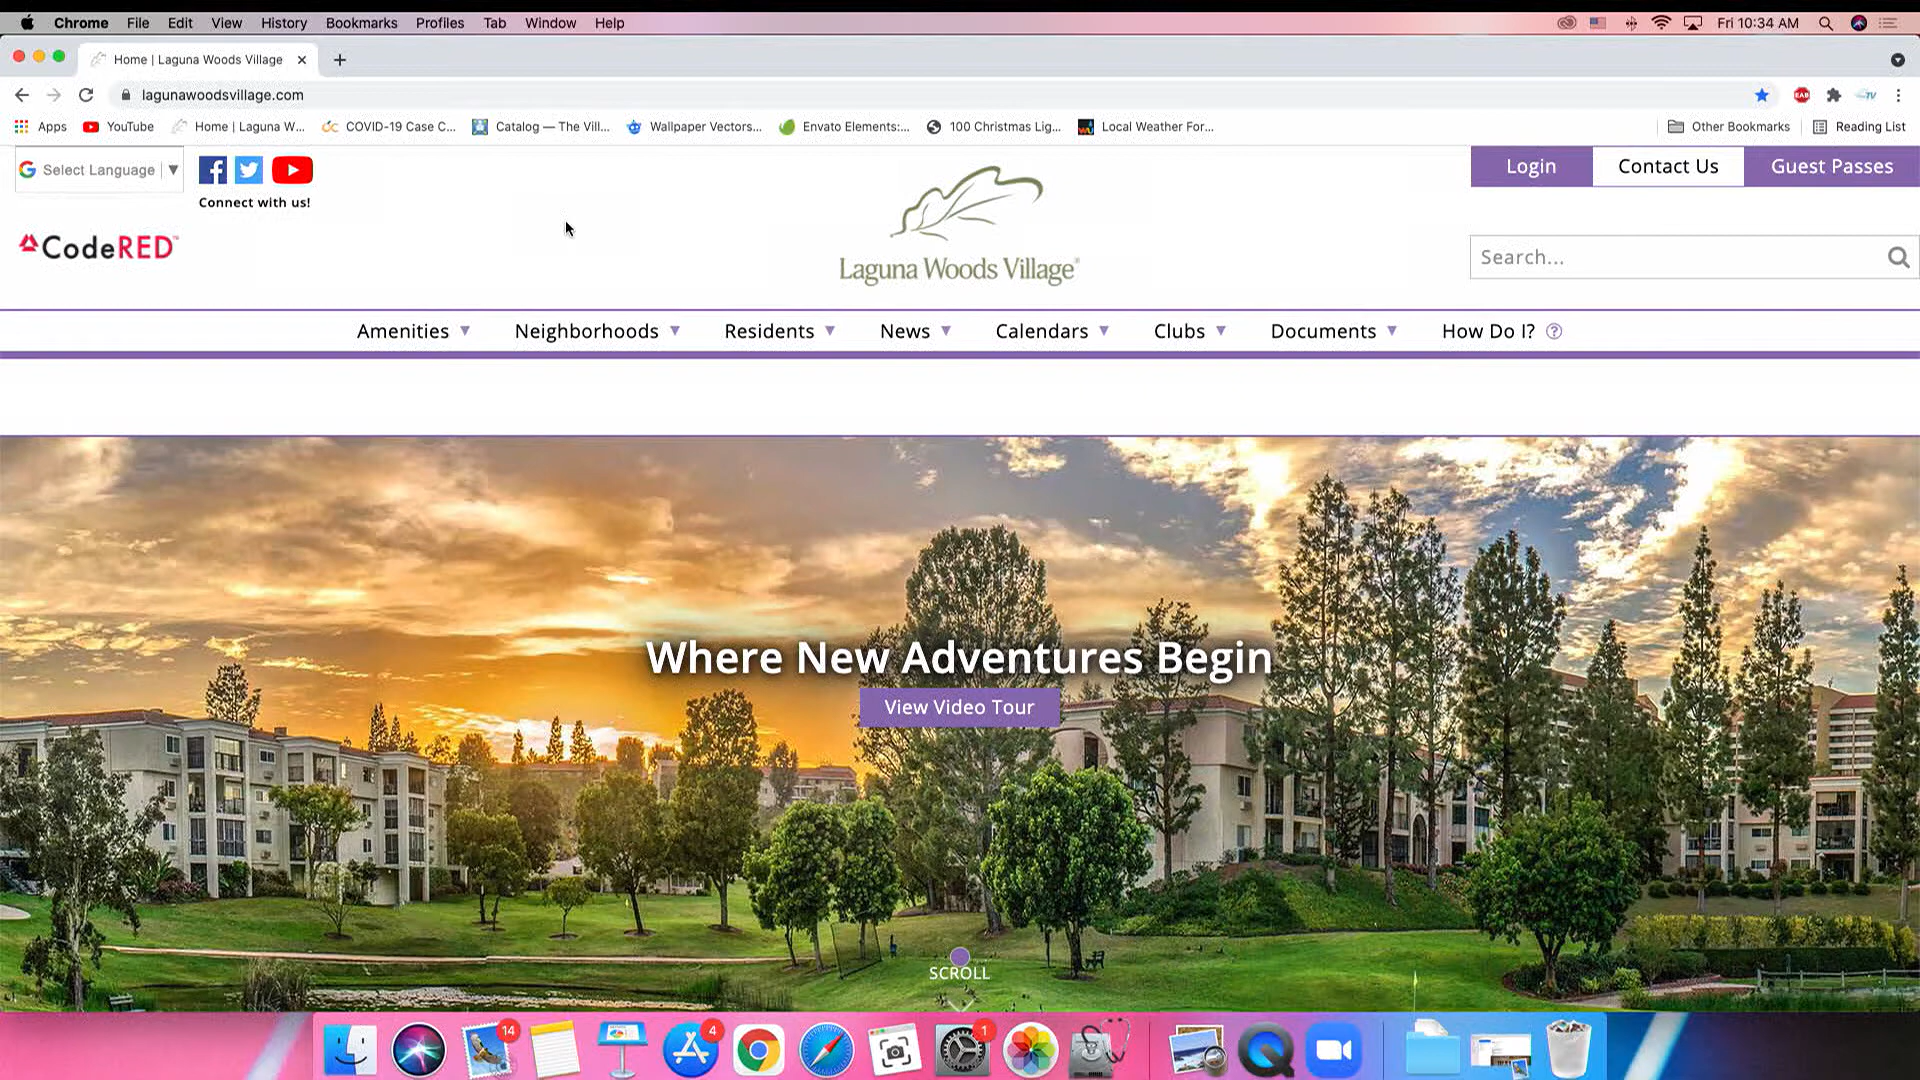 Chrome File Edit View History Bookmarks Profiles Tab Window Help Fri 10:34 AM
Home | Laguna Woods Village
lagunawoodsville.com
Apps YouTube Home | Laguna W... COVID-19 Case C... Catalog — The Vill... Wallpaper Vectors... Envato Elements:... 100 Christmas Lig... Local Weather For... Other Bookmarks Reading List
Select Language
Connect with us!
CodeRED
Laguna Woods Village®
Login Contact Us Guest Passes
Search...
Amenities Neighborhoods Residents News Calendars Clubs Documents How Do I?
Where New Adventures Begin
View Video Tour
SCROLL
14 4 1